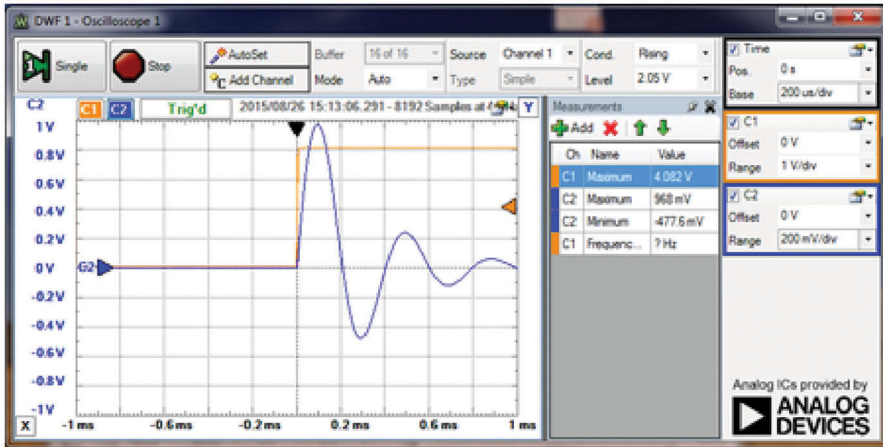 DWF 1 - Oscilloscope 1
Single
Stop
AutoSet
Add Channel
Buffer
16 of 16
Mode
Auto
Source
Channel 1
Type
Simple
Cond.
Rising
Level
2.05 V
C2
C1
C2
Trig'd
2015/08/26 15:13:06.291 - 8192 Samples at
Y
1 V
0.8 V
0.6 V
0.4 V
0.2 V
0 V
-0.2 V
-0.4 V
-0.6 V
-0.8 V
-1 V
X
-1 ms
-0.6 ms
-0.2 ms
0.2 ms
0.6 ms
1 ms
Measurements
Add
Ch Name Value
C1 Maximum 4.082 V
C2 Maximum 968 mV
C2 Minimum -477.6 mV
C1 Frequenc... ? Hz
Time
Pos. 0 s
Base 200 us/div
C1
Offset 0 V
Range 1 V/div
C2
Offset 0 V
Range 200 mV/div
Analog ICs provided by
ANALOG
DEVICES